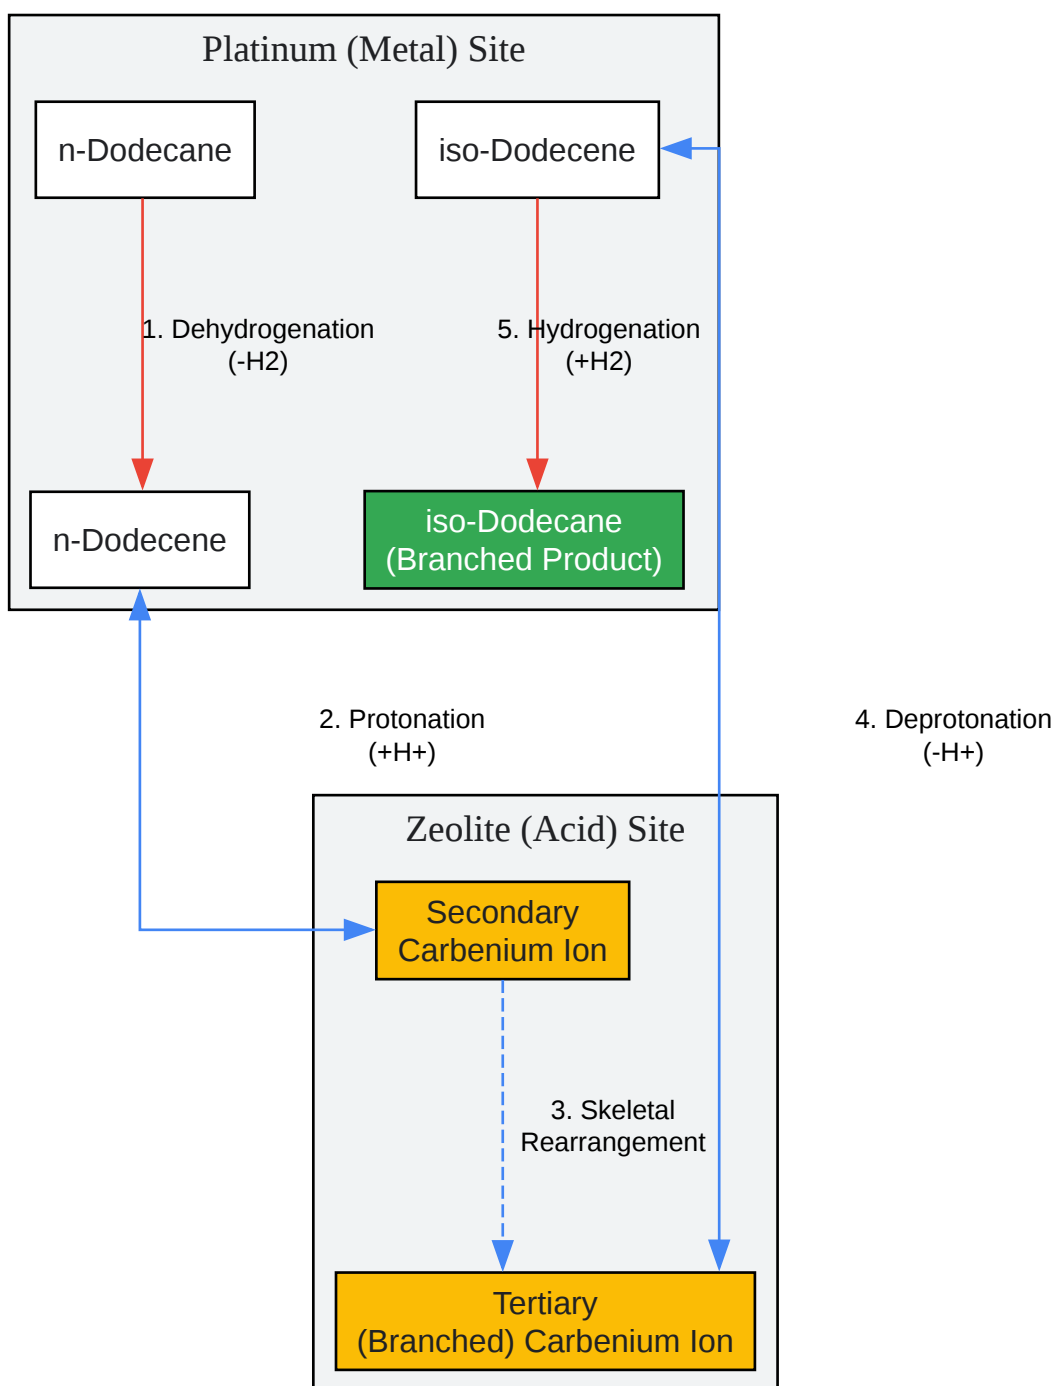 Platinum (Metal) Site
n-Dodecane
iso-Dodecene
1. Dehydrogenation
(-H2)
5. Hydrogenation
(+H2)
n-Dodecene
iso-Dodecane
(Branched Product)
2. Protonation
(+H+)
4. Deprotonation
(-H+)
Zeolite (Acid) Site
Secondary
Carbenium Ion
3. Skeletal
Rearrangement
Tertiary
(Branched) Carbenium Ion